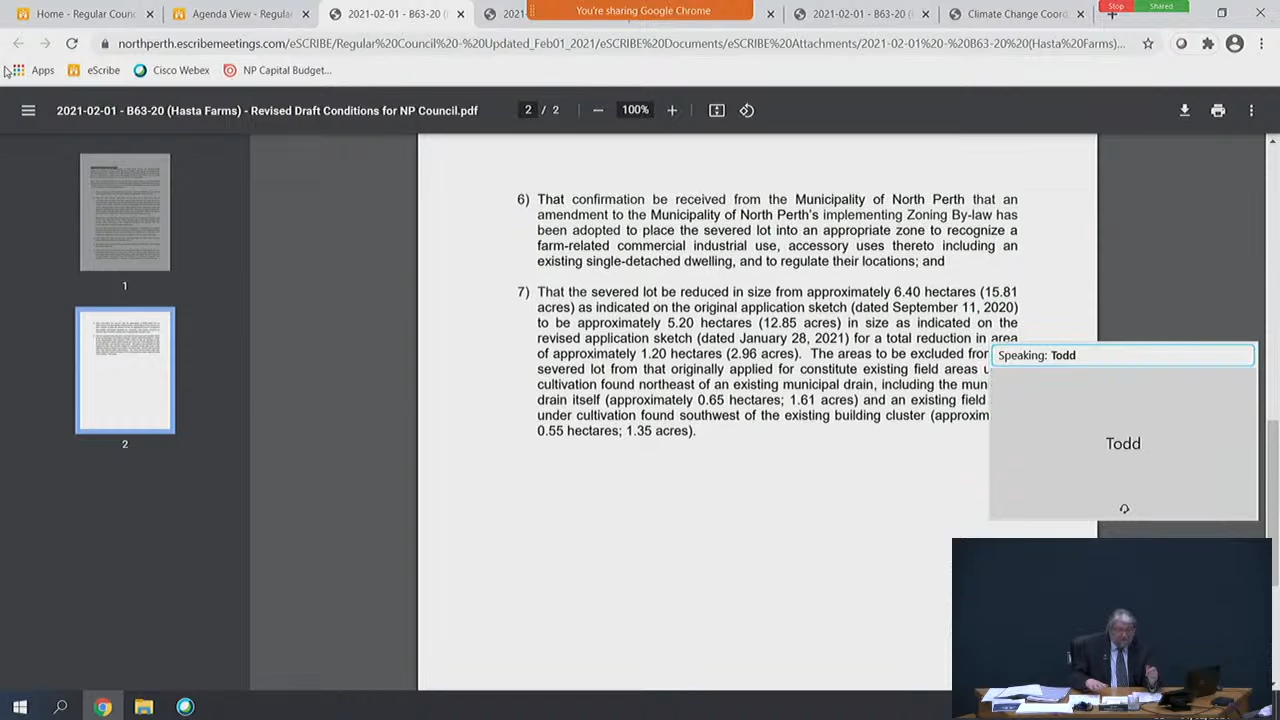 Home - Regular Counc
Agenda View - Regula
2021-02-01 - B63-20
2021
You're sharing Google Chrome
2021-02-01 - B63-20
Climate Change Coord
Stop
Shared
northperth.escribemeetings.com/eSCRIBE/Regular%20Council%20-%20Updated_Feb01_2021/eSCRIBE%20Documents/eSCRIBE%20Attachments/2021-02-01%20-%20B63-20%20(Hasta%20Farms)...
Apps
eScribe
Cisco Webex
NP Capital Budget...
2021-02-01 - B63-20 (Hasta Farms) - Revised Draft Conditions for NP Council.pdf
2 / 2
100%
1
2
6) That confirmation be received from the Municipality of North Perth that an
amendment to the Municipality of North Perth's implementing Zoning By-law has
been adopted to place the severed lot into an appropriate zone to recognize a
farm-related commercial industrial use, accessory uses thereto including an
existing single-detached dwelling, and to regulate their locations; and
7) That the severed lot be reduced in size from approximately 6.40 hectares (15.81
acres) as indicated on the original application sketch (dated September 11, 2020)
to be approximately 5.20 hectares (12.85 acres) in size as indicated on the
revised application sketch (dated January 28, 2021) for a total reduction in area
of approximately 1.20 hectares (2.96 acres). The areas to be excluded from
severed lot from that originally applied for constitute existing field areas
cultivation found northeast of an existing municipal drain, including the mun
drain itself (approximately 0.65 hectares; 1.61 acres) and an existing field
under cultivation found southwest of the existing building cluster (approxim
0.55 hectares; 1.35 acres).
Speaking: Todd
Todd